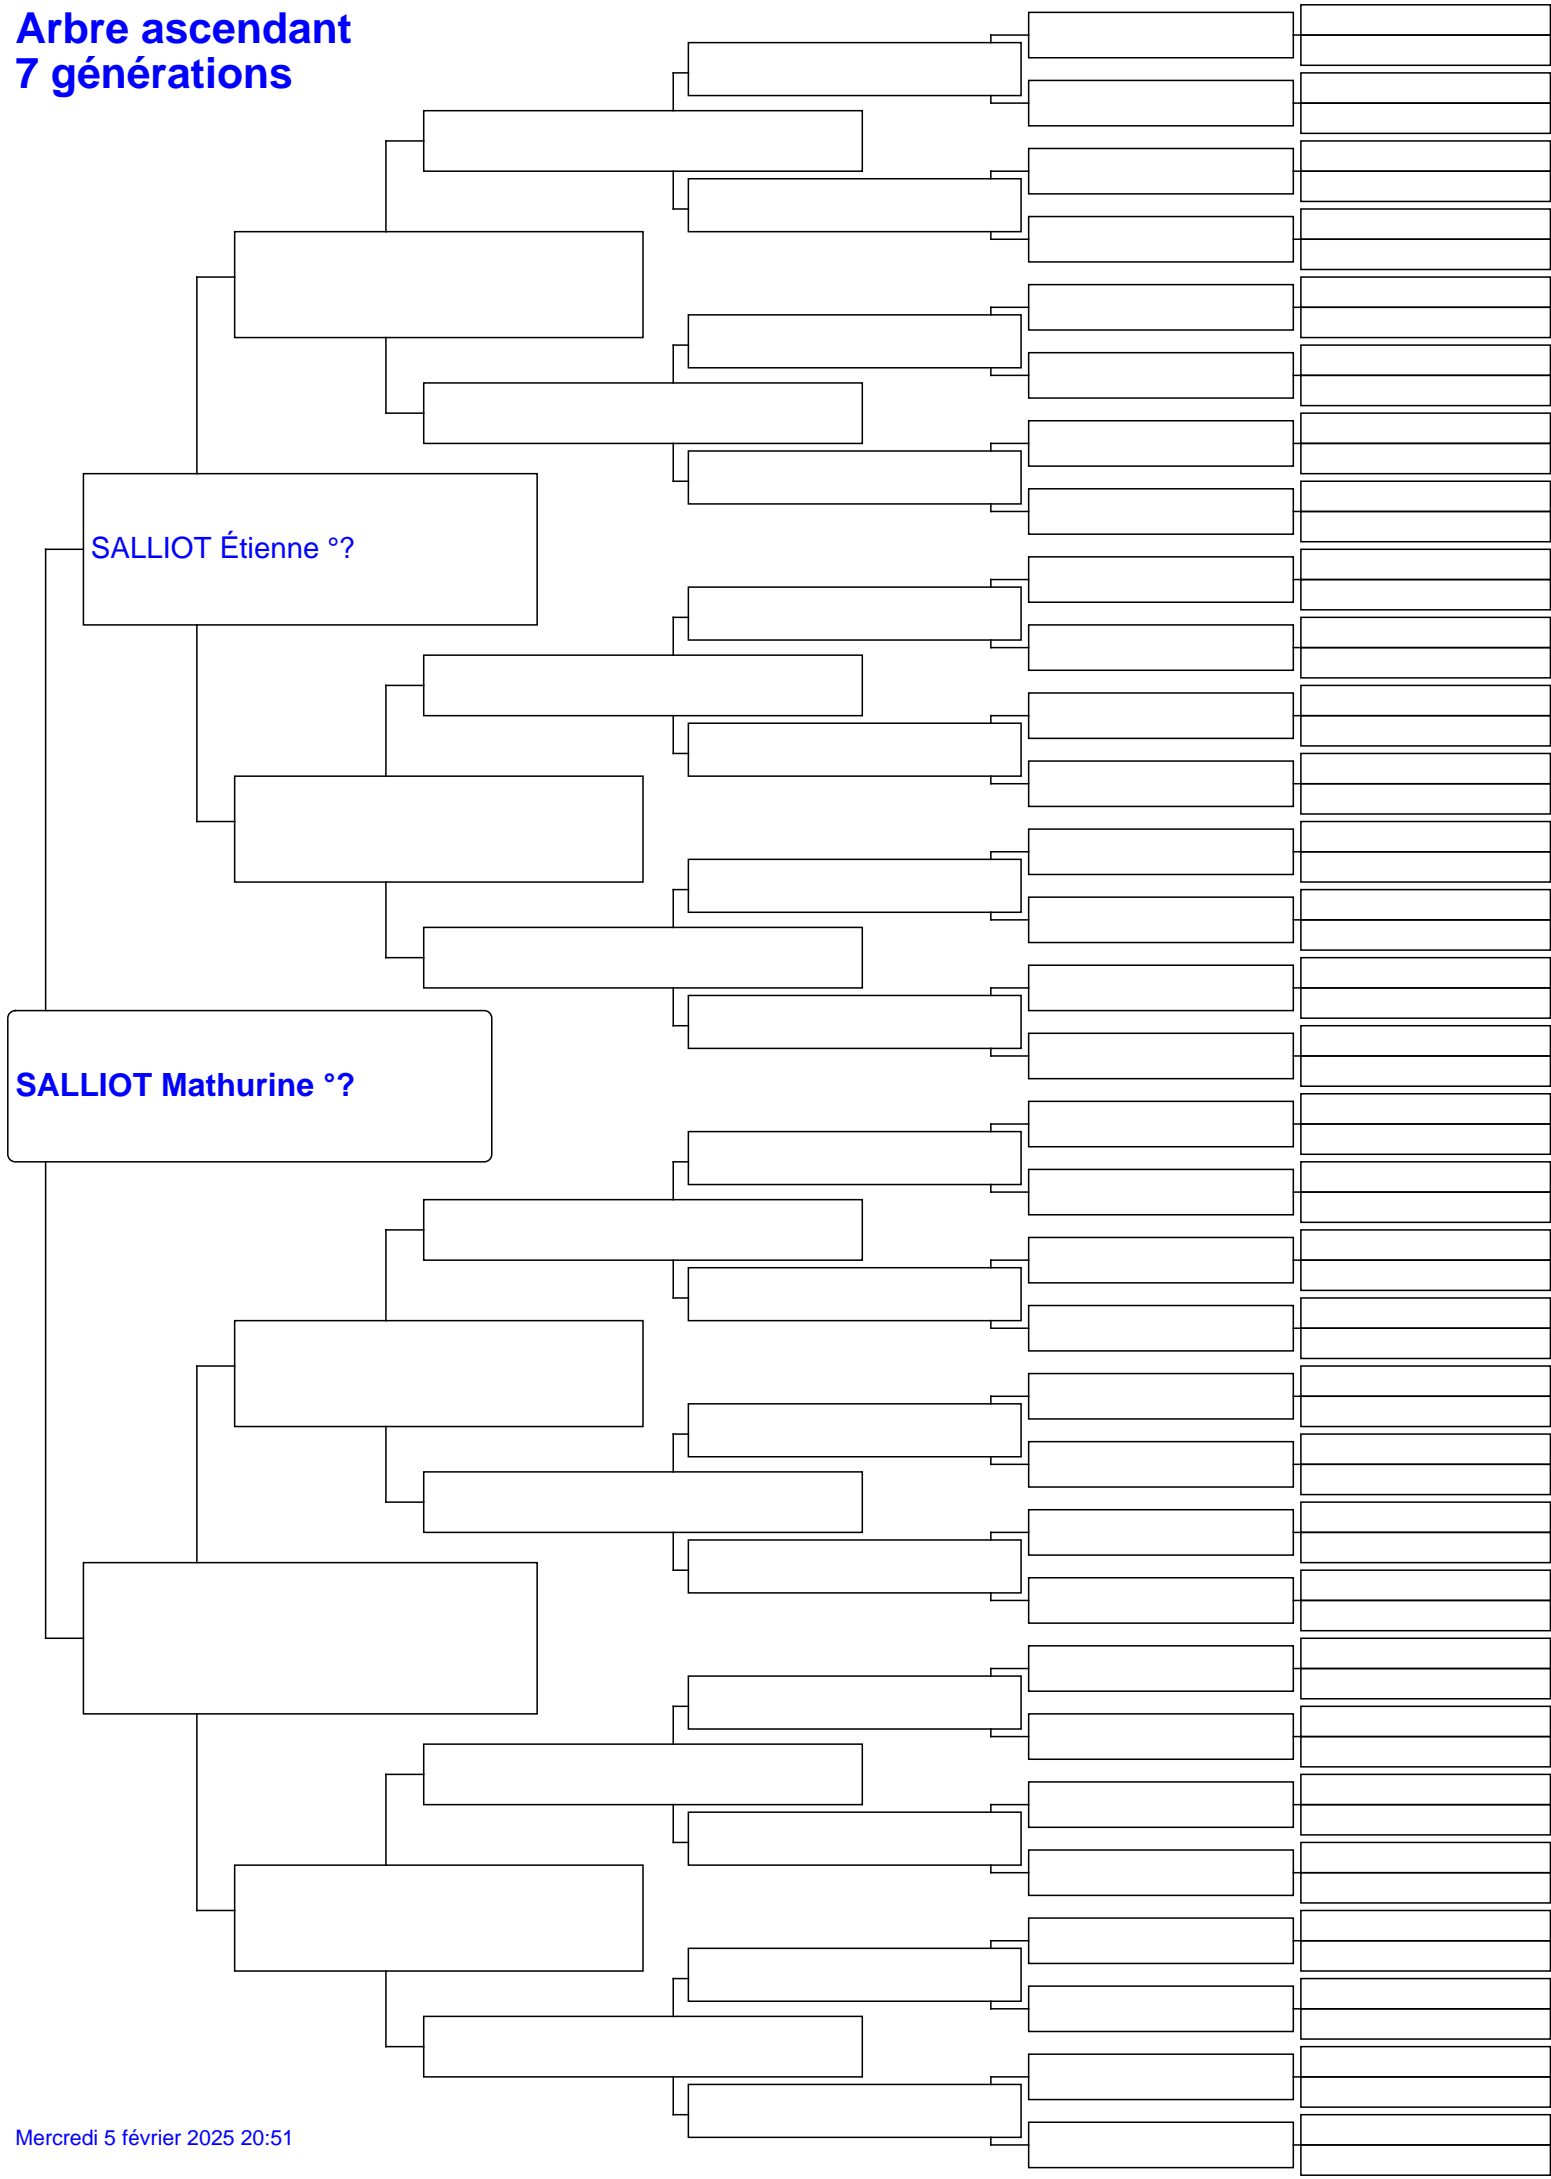 Arbre ascendant
7 générations
SALLIOT Étienne °?
SALLIOT Mathurine °?
Mercredi 5 février 2025 20:51